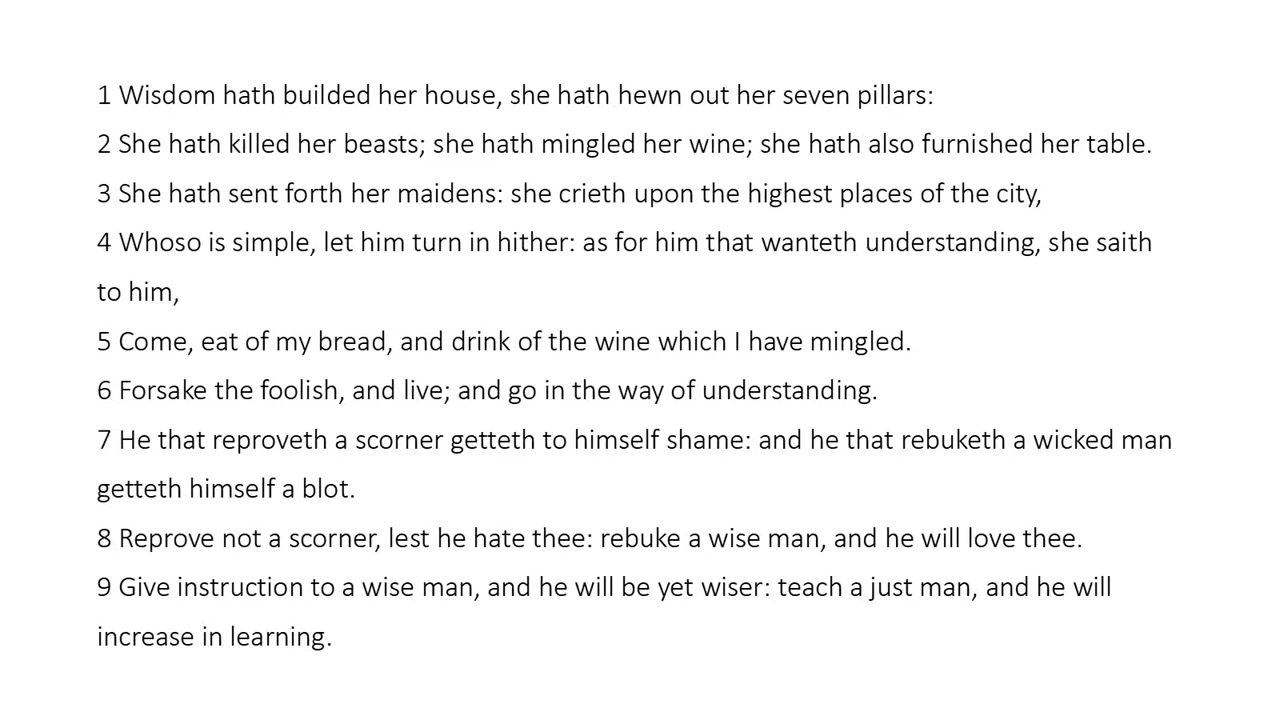 1 Wisdom hath builded her house, she hath hewn out her seven pillars:
2 She hath killed her beasts; she hath mingled her wine; she hath also furnished her table.
3 She hath sent forth her maidens: she crieth upon the highest places of the city,
4 Whoso is simple, let him turn in hither: as for him that wanteth understanding, she saith
to him,
5 Come, eat of my bread, and drink of the wine which I have mingled.
6 Forsake the foolish, and live; and go in the way of understanding.
7 He that reproveth a scorner getteth to himself shame: and he that rebuketh a wicked man
getteth himself a blot.
8 Reprove not a scorner, lest he hate thee: rebuke a wise man, and he will love thee.
9 Give instruction to a wise man, and he will be yet wiser: teach a just man, and he will
increase in learning.